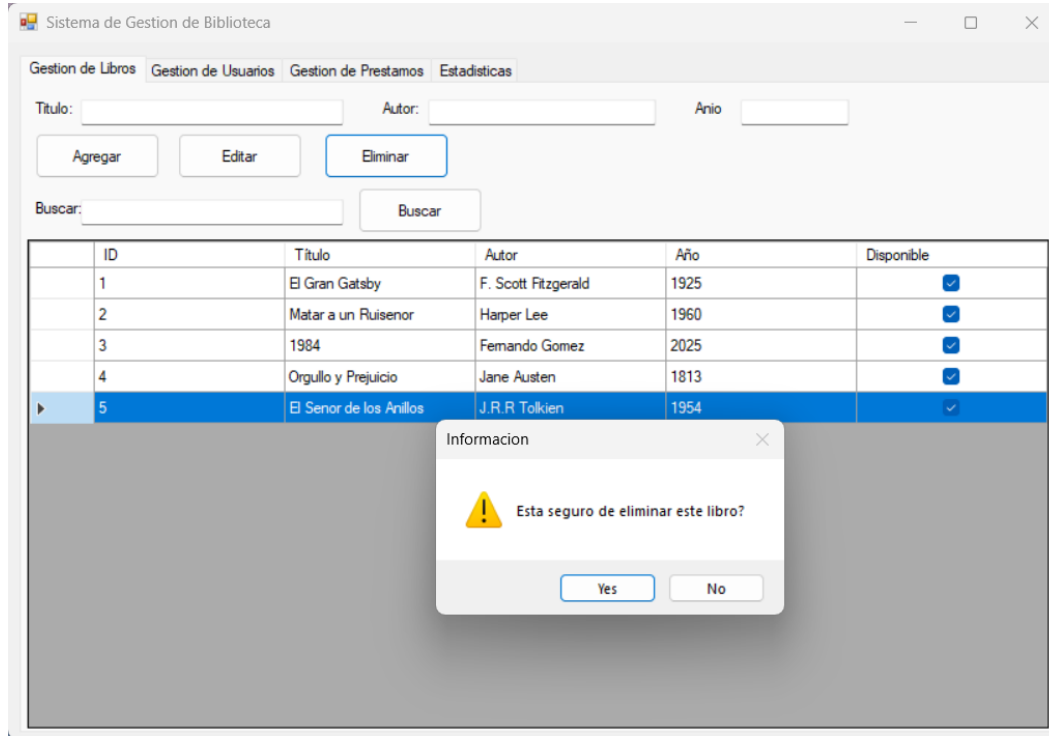 Sistema de Gestion de Biblioteca
Gestion de Libros Gestion de Usuarios Gestion de Prestamos Estadisticas
Titulo: Autor: Anio
Agregar Editar Eliminar
Buscar: Buscar
ID Título Autor Año Disponible
1 El Gran Gatsby F. Scott Fitzgerald 1925
2 Matar a un Ruisenor Harper Lee 1960
3 1984 Fernando Gomez 2025
4 Orgullo y Prejuicio Jane Austen 1813
5 El Senor de los Anillos J.R.R Tolkien 1954
Informacion
Esta seguro de eliminar este libro?
Yes No